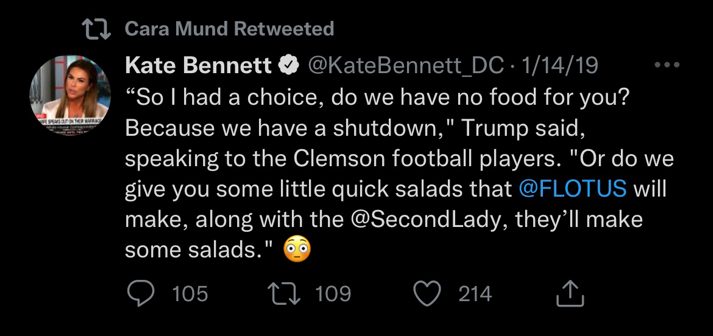 Cara Mund Retweeted
Kate Bennett @KateBennett_DC · 1/14/19
“So I had a choice, do we have no food for you?
Because we have a shutdown," Trump said,
speaking to the Clemson football players. "Or do we
give you some little quick salads that @FLOTUS will
make, along with the @SecondLady, they’ll make
some salads." 😳
105 109 214